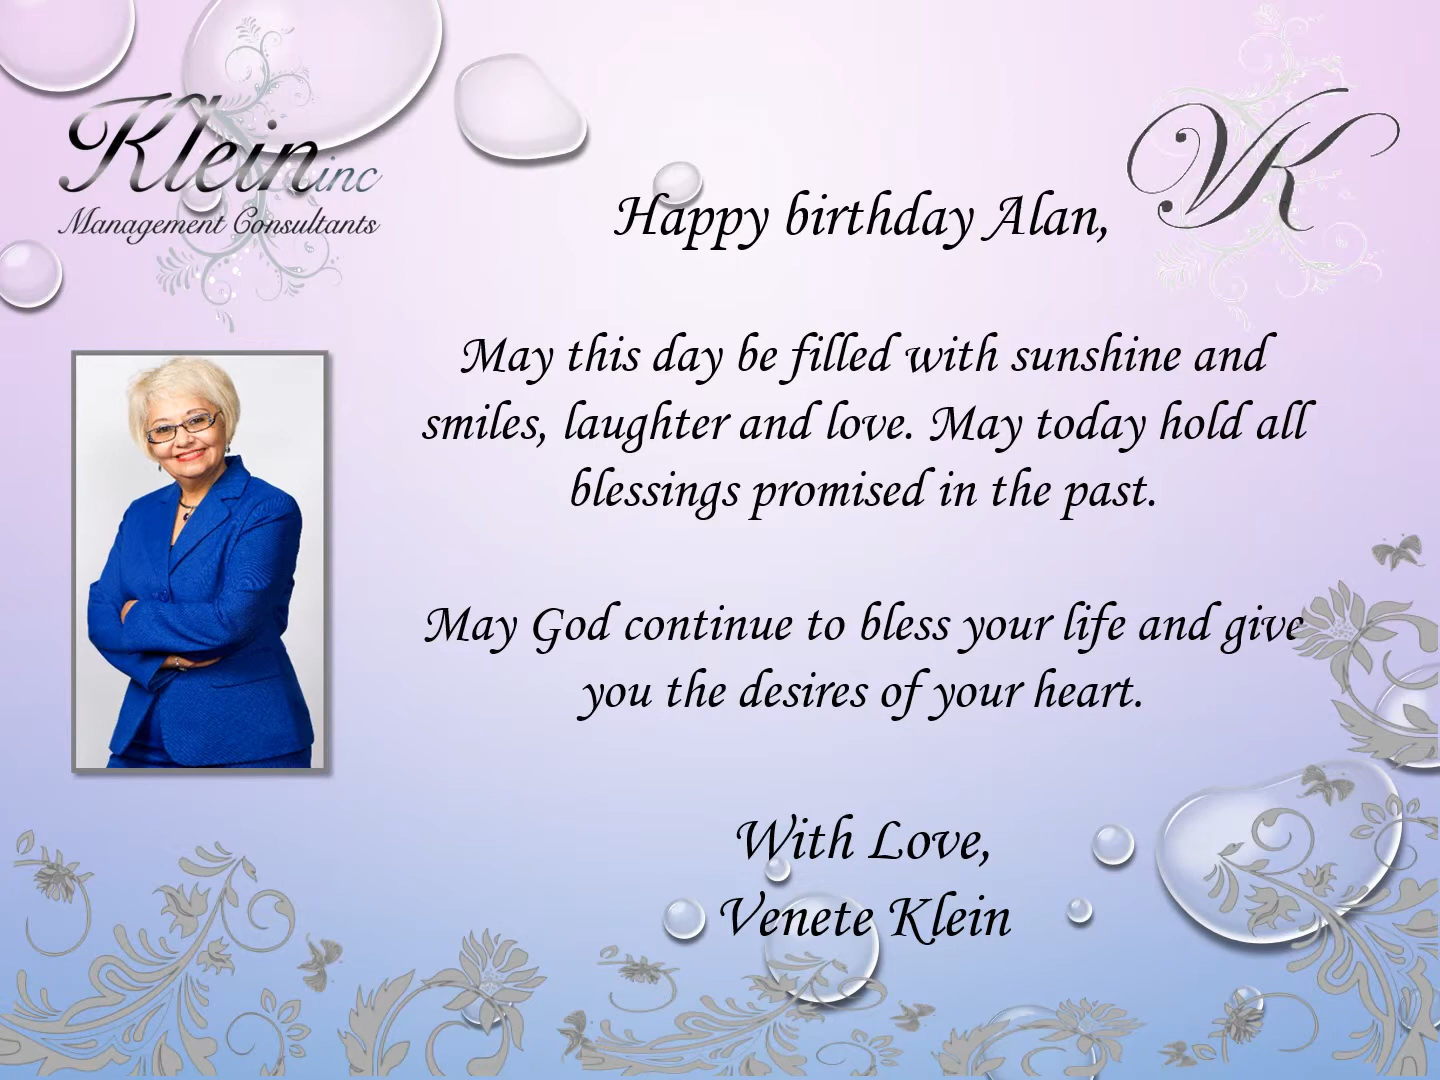 Klein inc
Management Consultants
VK
Happy birthday Alan,
May this day be filled with sunshine and
smiles, laughter and love. May today hold all
blessings promised in the past.
May God continue to bless your life and give
you the desires of your heart.
With Love,
Venete Klein